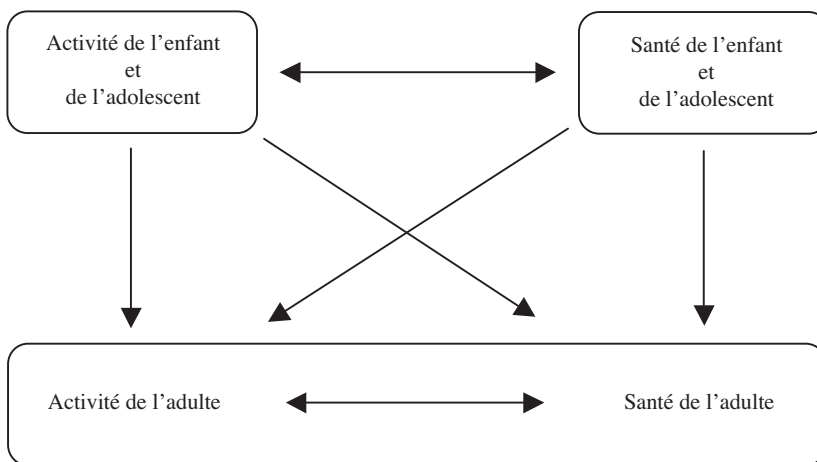 Activité de l’enfant
et
de l’adolescent
Santé de l’enfant
et
de l’adolescent
Activité de l’adulte
Santé de l’adulte